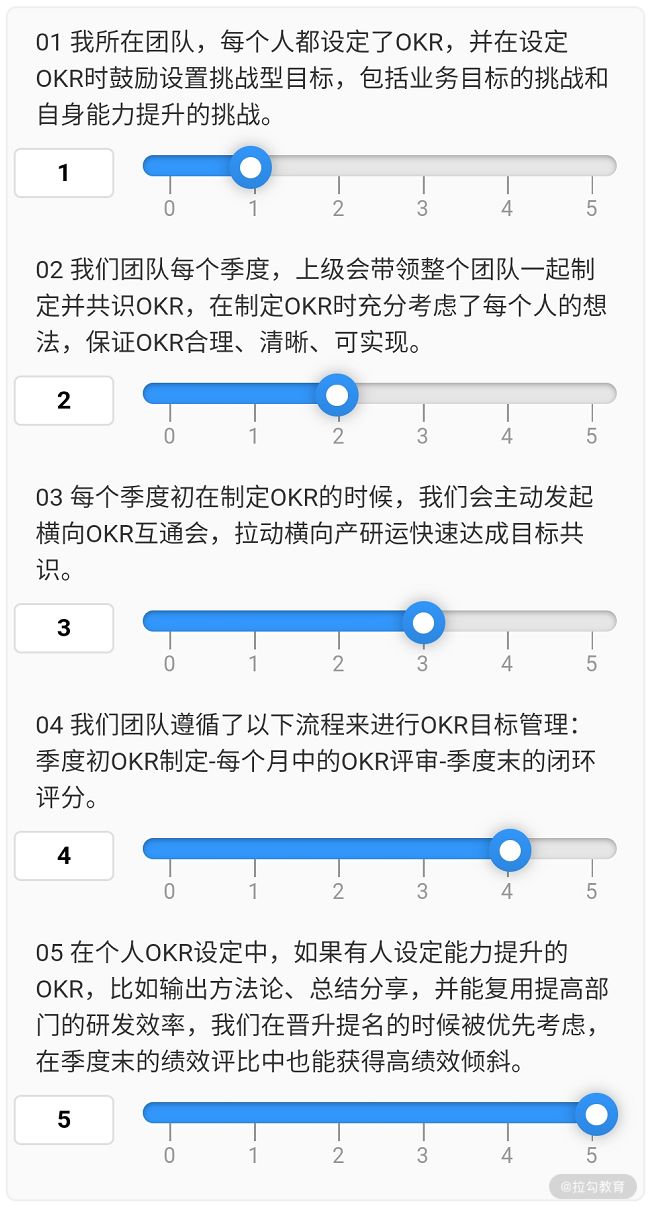 01 我所在团队，每个人都设定了OKR，并在设定
OKR时鼓励设置挑战型目标，包括业务目标的挑战和
自身能力提升的挑战。
1
0 1 2 3 4 5
02 我们团队每个季度，上级会带领整个团队一起制
定并共识OKR，在制定OKR时充分考虑了每个人的想
法，保证OKR合理、清晰、可实现。
2
0 1 2 3 4 5
03 每个季度初在制定OKR的时候，我们会主动发起
横向OKR互通会，拉动横向产研运快速达成目标共
识。
3
0 1 2 3 4 5
04 我们团队遵循了以下流程来进行OKR目标管理：
季度初OKR制定-每个月中的OKR评审-季度末的闭环
评分。
4
0 1 2 3 4 5
05 在个人OKR设定中，如果有人设定能力提升的
OKR，比如输出方法论、总结分享，并能复用提高部
门的研发效率，我们在晋升提名的时候被优先考虑，
在季度末的绩效评比中也能获得高绩效倾斜。
5
0 1 2 3 4 5
@拉勾教育